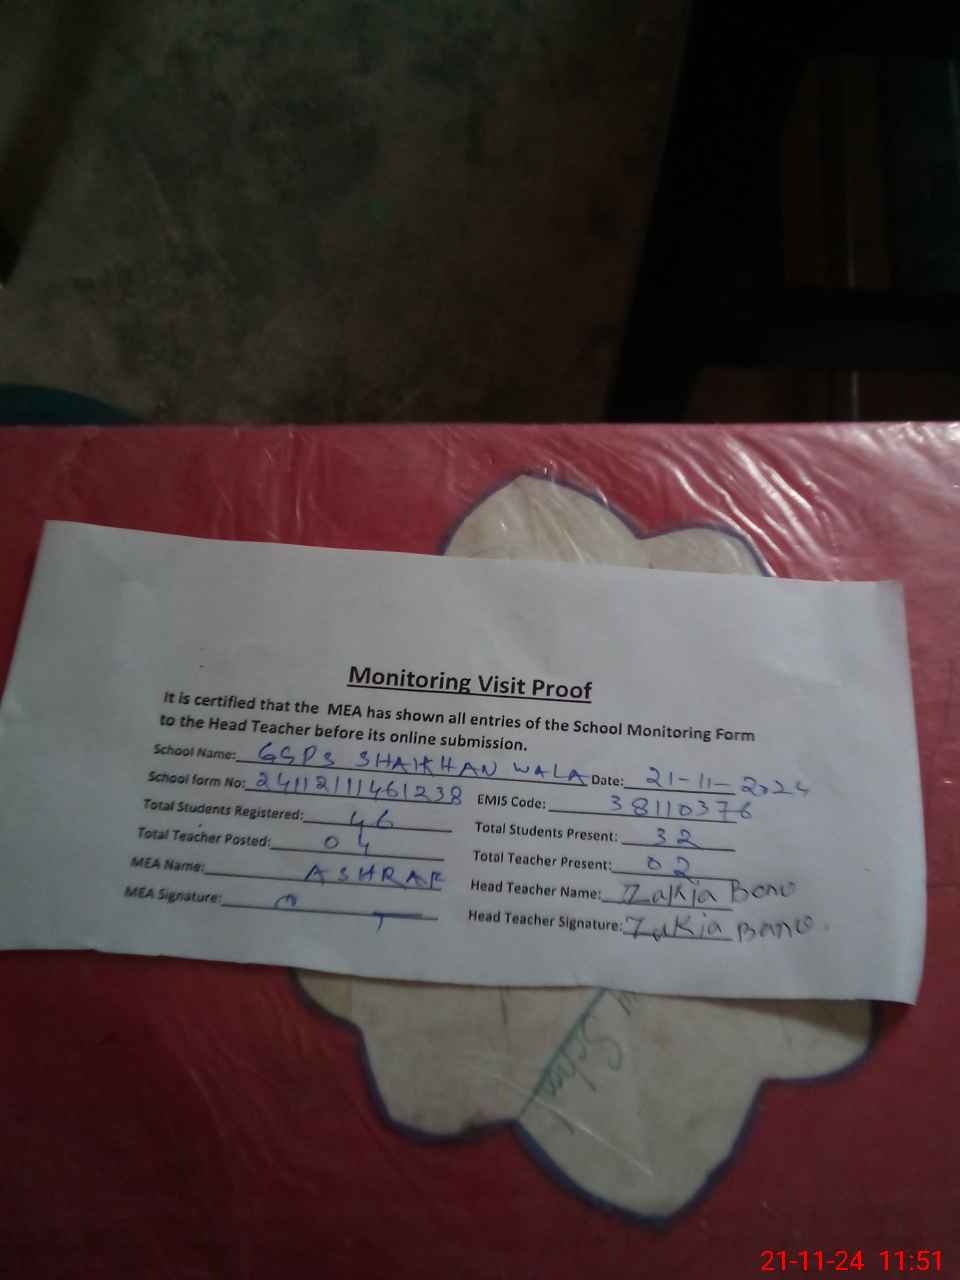 Monitoring Visit Proof
It is certified that the MEA has shown all entries of the School Monitoring Form
to the Head Teacher before its online submission.
School Name: GSPS SHAIKHAN WALA Date: 21-11-2024
School form No: 24112111461238 EMIS Code: 38110376
Total Students Registered: 46 Total Students Present: 32
Total Teacher Posted: 04 Total Teacher Present: 02
MEA Name: ASHRAF Head Teacher Name: Zakia Bano
MEA Signature: Head Teacher Signature: Zakia Bano.
21-11-24 11:51